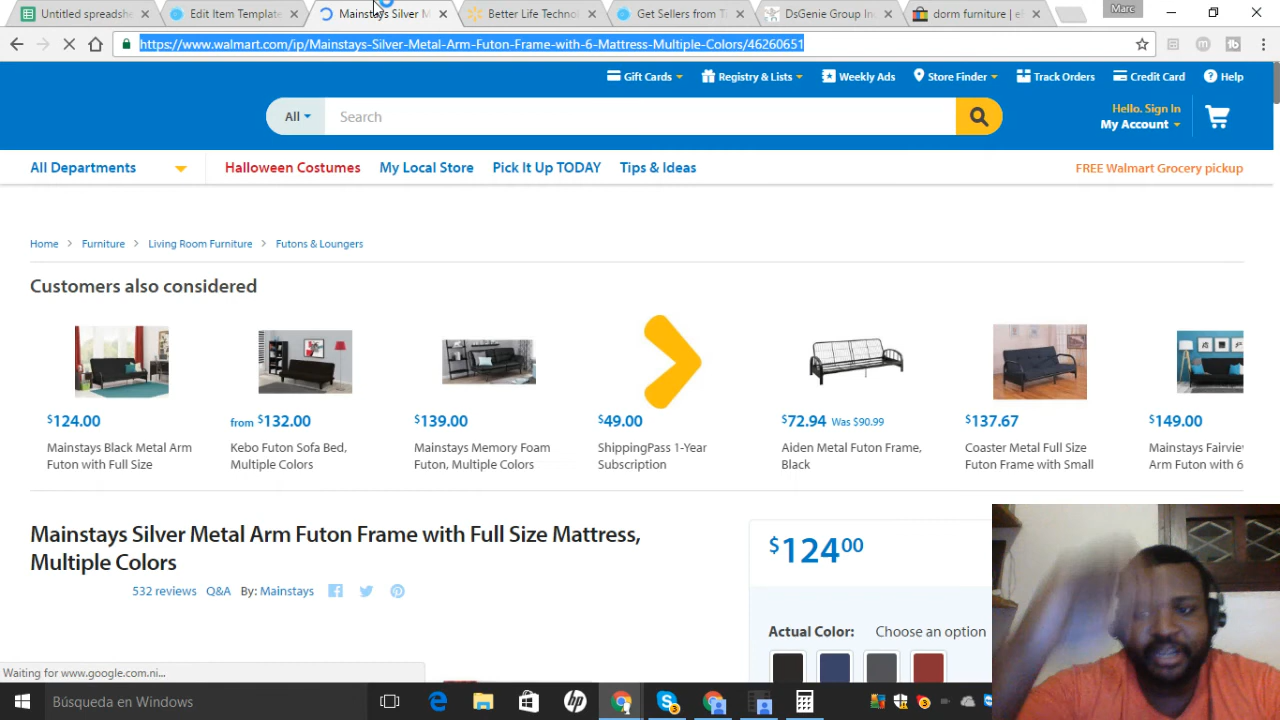 Untitled spreadsh
Edit Item Template
Mainstays Silver M
Better Life Techno
Get Sellers from Ti
DsGenie Group Inc
dorm furniture | e
Marc
https://www.walmart.com/ip/Mainstays-Silver-Metal-Arm-Futon-Frame-with-6-Mattress-Multiple-Colors/46260651
Gift Cards
Registry & Lists
Weekly Ads
Store Finder
Track Orders
Credit Card
Help
All
Search
Hello. Sign In
My Account
All Departments
Halloween Costumes
My Local Store
Pick It Up TODAY
Tips & Ideas
FREE Walmart Grocery pickup
Home > Furniture > Living Room Furniture > Futons & Loungers
Customers also considered
$124.00
Mainstays Black Metal Arm
Futon with Full Size
from $132.00
Kebo Futon Sofa Bed,
Multiple Colors
$139.00
Mainstays Memory Foam
Futon, Multiple Colors
$49.00
ShippingPass 1-Year
Subscription
$72.94 Was $90.99
Aiden Metal Futon Frame,
Black
$137.67
Coaster Metal Full Size
Futon Frame with Small
$149.00
Mainstays Fairvie
Arm Futon with 6
Mainstays Silver Metal Arm Futon Frame with Full Size Mattress,
Multiple Colors
532 reviews Q&A By: Mainstays
$124.00
Actual Color: Choose an option
Waiting for www.google.com.ni...
Búsqueda en Windows